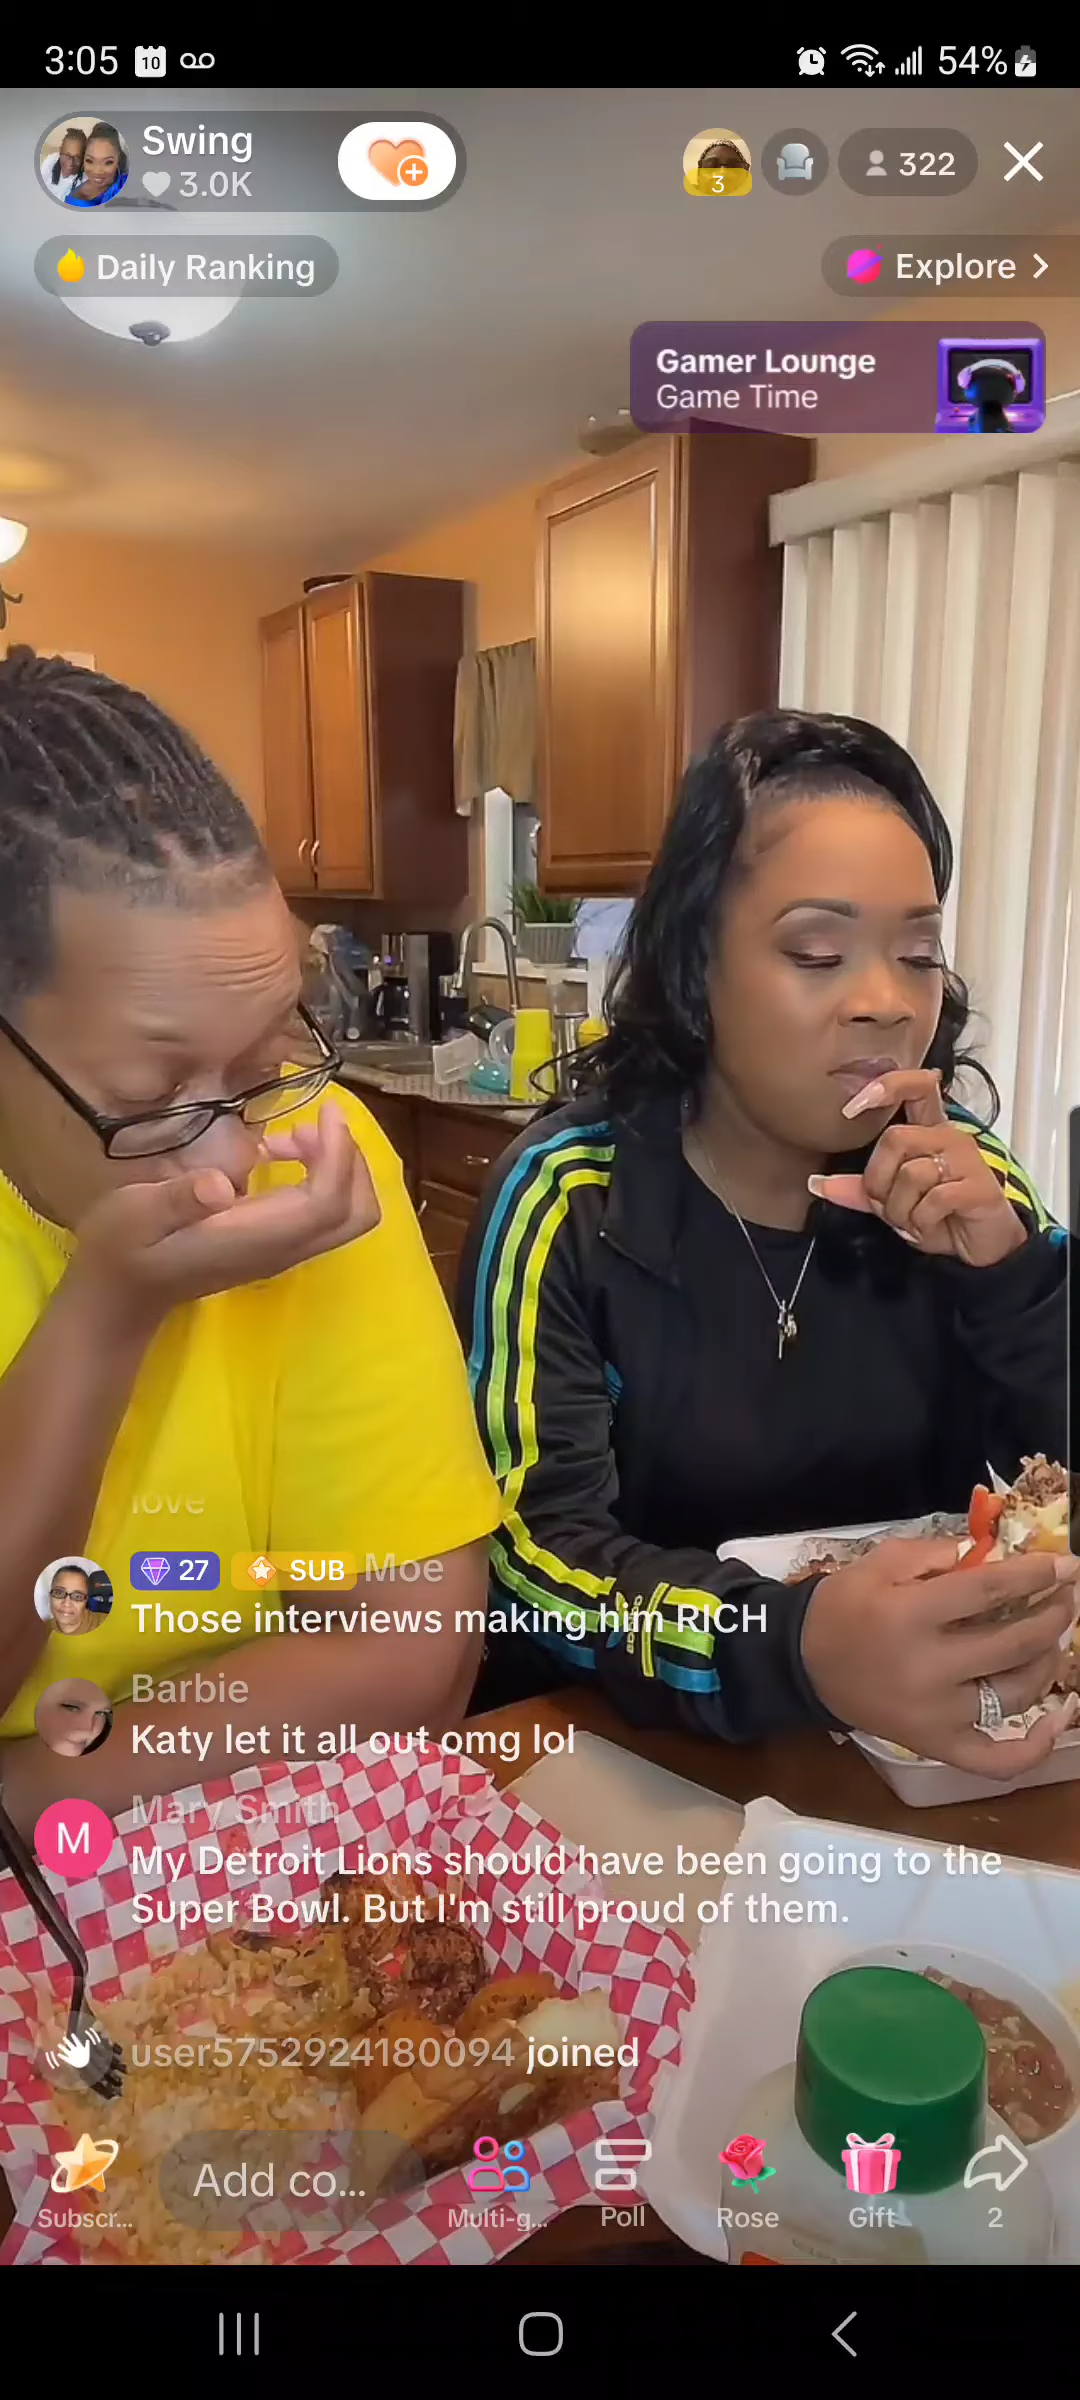 3:05 10 54%
Swing
3.0K
3
322
Daily Ranking
Explore
Gamer Lounge
Game Time
love
27 SUB Moe
Those interviews making him RICH
Barbie
Katy let it all out omg lol
Mary Smith
M
My Detroit Lions should have been going to the
Super Bowl. But I'm still proud of them.
user5752924180094 joined
Add co...
Subscr...
Multi-g...
Poll
Rose
Gift
2